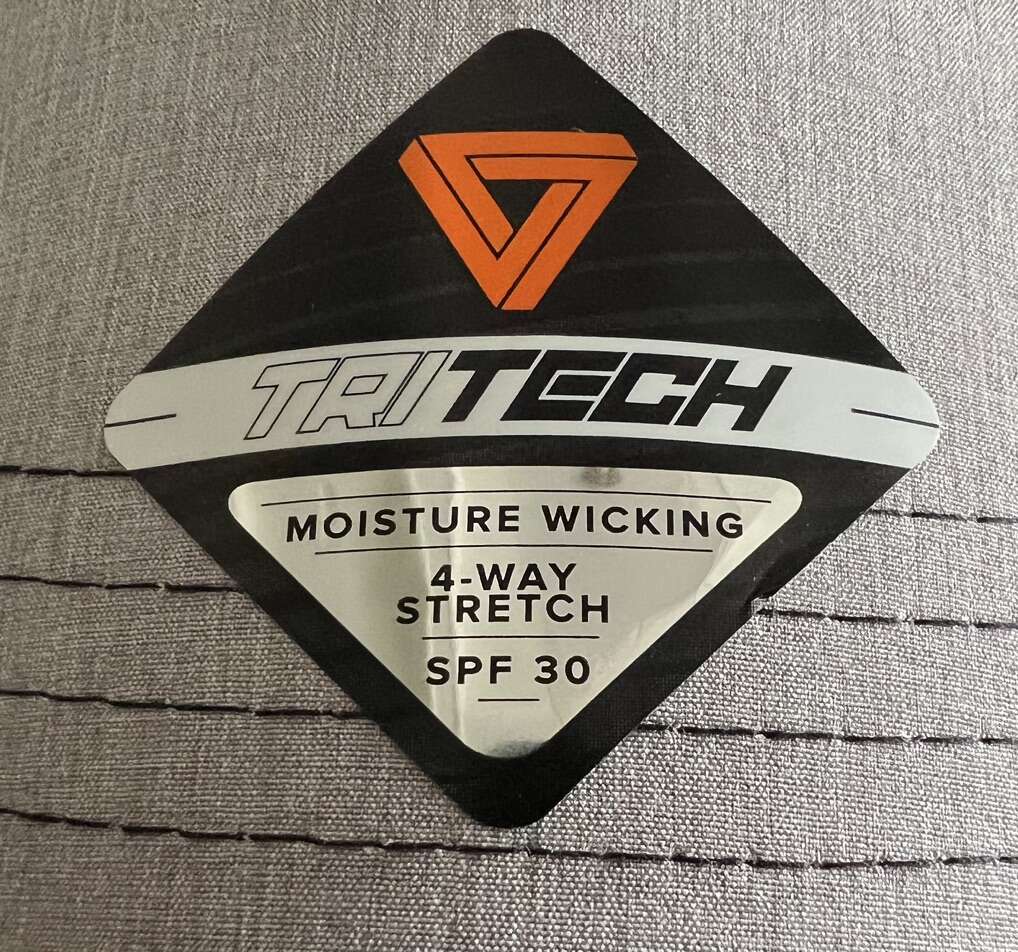 TRITECH
MOISTURE WICKING
4-WAY
STRETCH
SPF 30